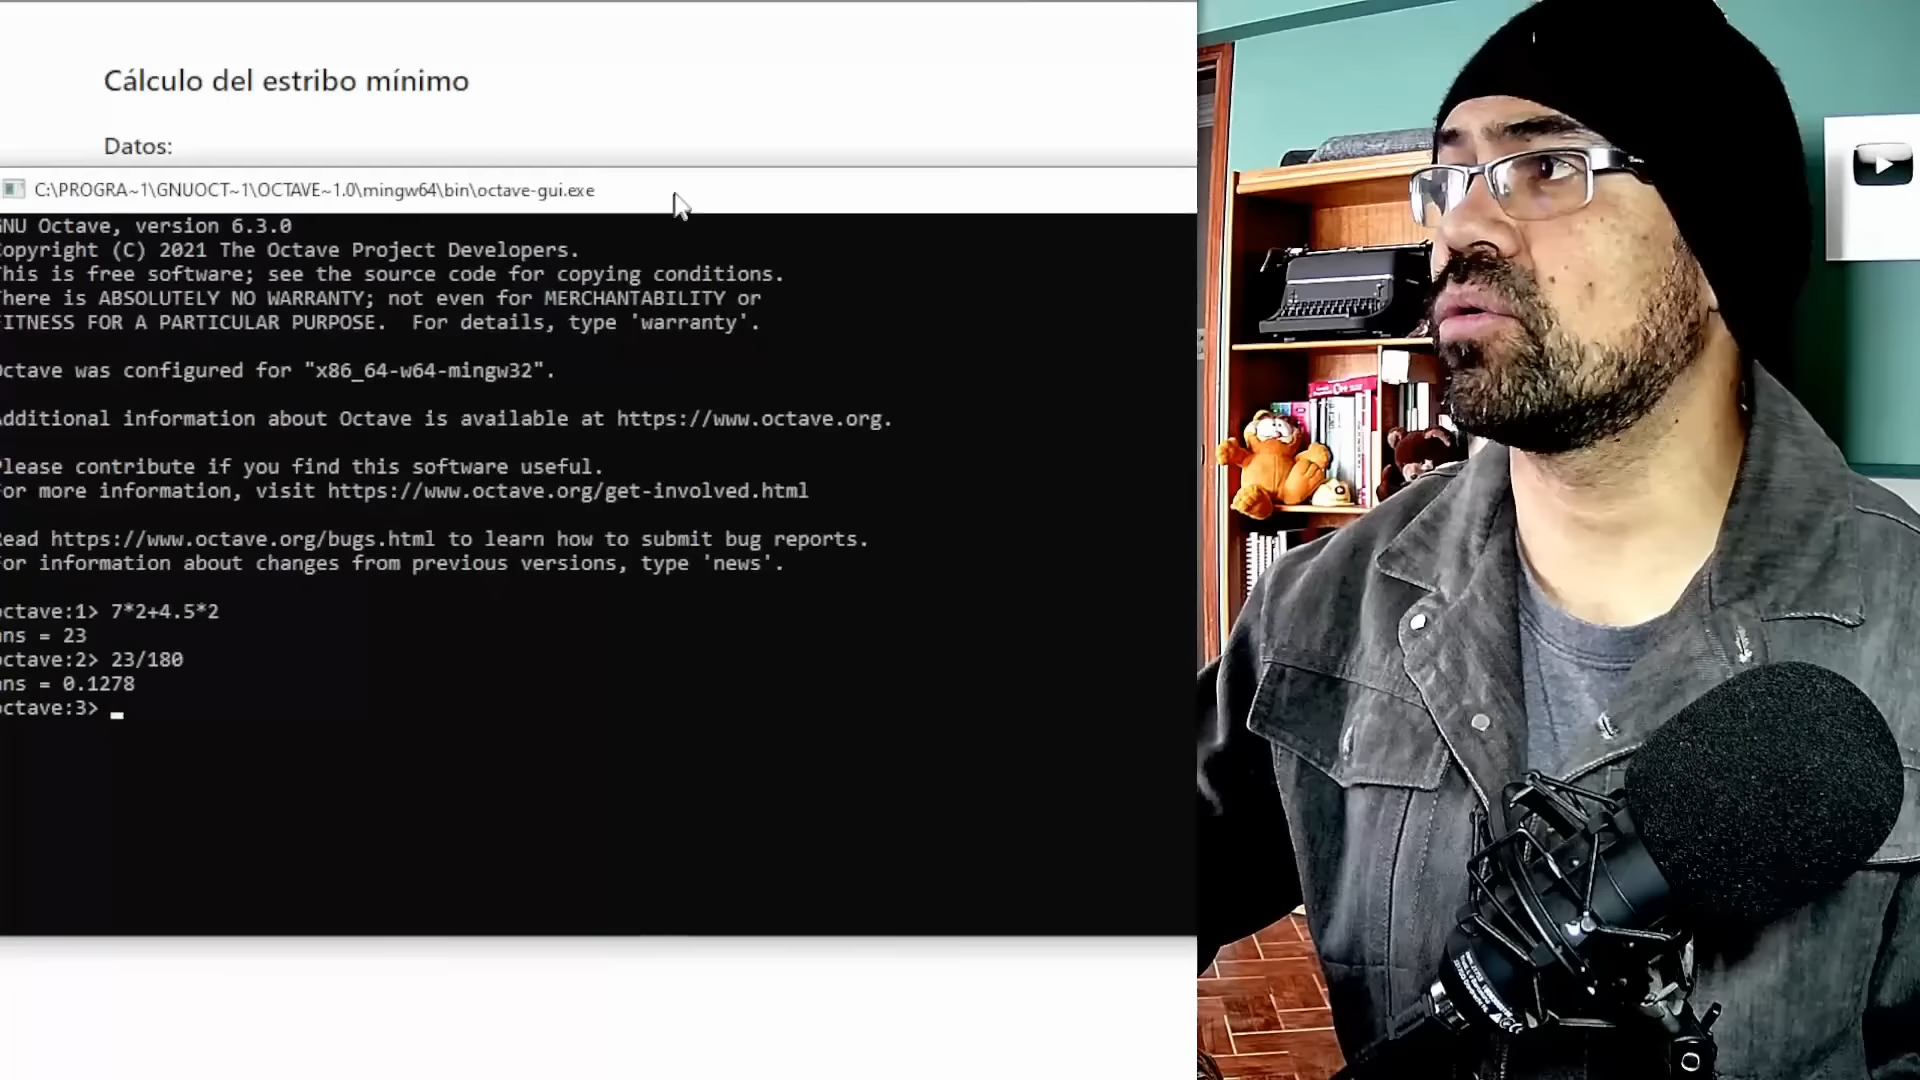 Cálculo del estribo mínimo
Datos:
C:\PROGRA~1\GNUOCT~1\OCTAVE~1.0\mingw64\bin\octave-gui.exe
GNU Octave, version 6.3.0
opyright (C) 2021 The Octave Project Developers.
his is free software; see the source code for copying conditions.
here is ABSOLUTELY NO WARRANTY; not even for MERCHANTABILITY or
ITNESS FOR A PARTICULAR PURPOSE.  For details, type 'warranty'.
ctave was configured for "x86_64-w64-mingw32".
dditional information about Octave is available at https://www.octave.org.
lease contribute if you find this software useful.
or more information, visit https://www.octave.org/get-involved.html
ead https://www.octave.org/bugs.html to learn how to submit bug reports.
or information about changes from previous versions, type 'news'.
octave:1> 7*2+4.5*2
ns = 23
octave:2> 23/180
ns = 0.1278
octave:3>